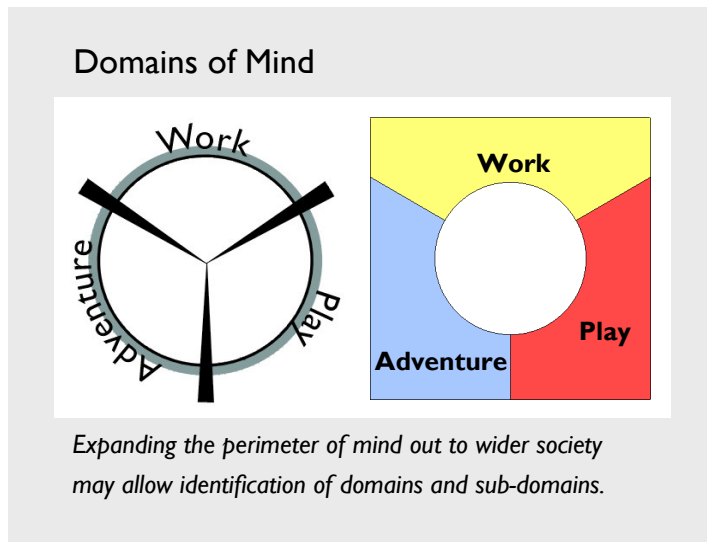 Domains of Mind
Work
Adventure
Play
Work
Adventure
Play
Expanding the perimeter of mind out to wider society
may allow identification of domains and sub-domains.